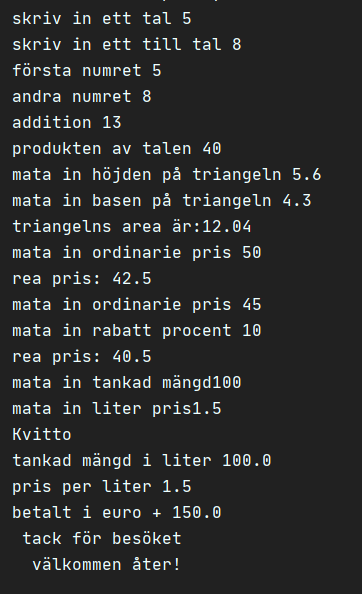 skriv in ett tal 5
skriv in ett till tal 8
första numret 5
andra numret 8
addition 13
produkten av talen 40
mata in höjden på triangeln 5.6
mata in basen på triangeln 4.3
triangelns area är:12.04
mata in ordinarie pris 50
rea pris: 42.5
mata in ordinarie pris 45
mata in rabatt procent 10
rea pris: 40.5
mata in tankad mängd100
mata in liter pris1.5
Kvitto
tankad mängd i liter 100.0
pris per liter 1.5
betalt i euro + 150.0
 tack för besöket
  välkommen åter!